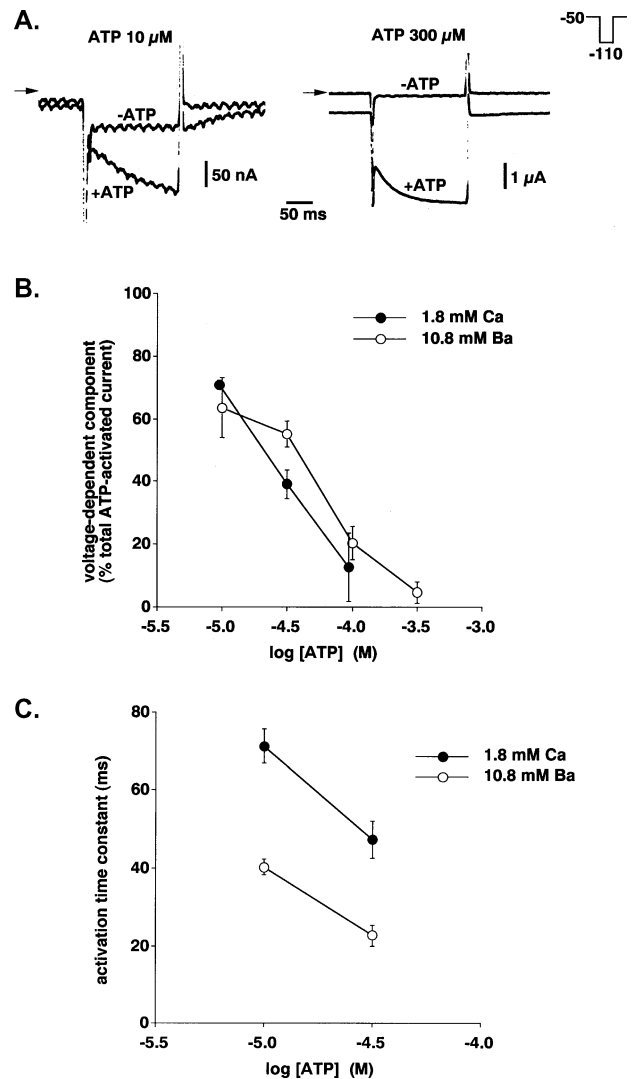 A.
ATP 10 µM
ATP 300 µM
-50
-110
-ATP
+ATP
50 nA
50 ms
-ATP
+ATP
1 µA
B.
voltage-dependent component
(% total ATP-activated current)
100
80
60
40
20
0
-5.5
-5.0
-4.5
-4.0
-3.5
-3.0
log [ATP] (M)
1.8 mM Ca
10.8 mM Ba
C.
activation time constant (ms)
80
60
40
20
0
-5.5
-5.0
-4.5
-4.0
log [ATP] (M)
1.8 mM Ca
10.8 mM Ba